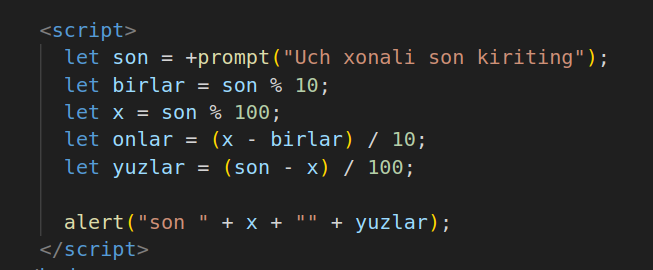 <script>
let son = +prompt("Uch xonali son kiriting");
let birlar = son % 10;
let x = son % 100;
let onlar = (x - birlar) / 10;
let yuzlar = (son - x) / 100;
alert("son " + x + "" + yuzlar);
</script>